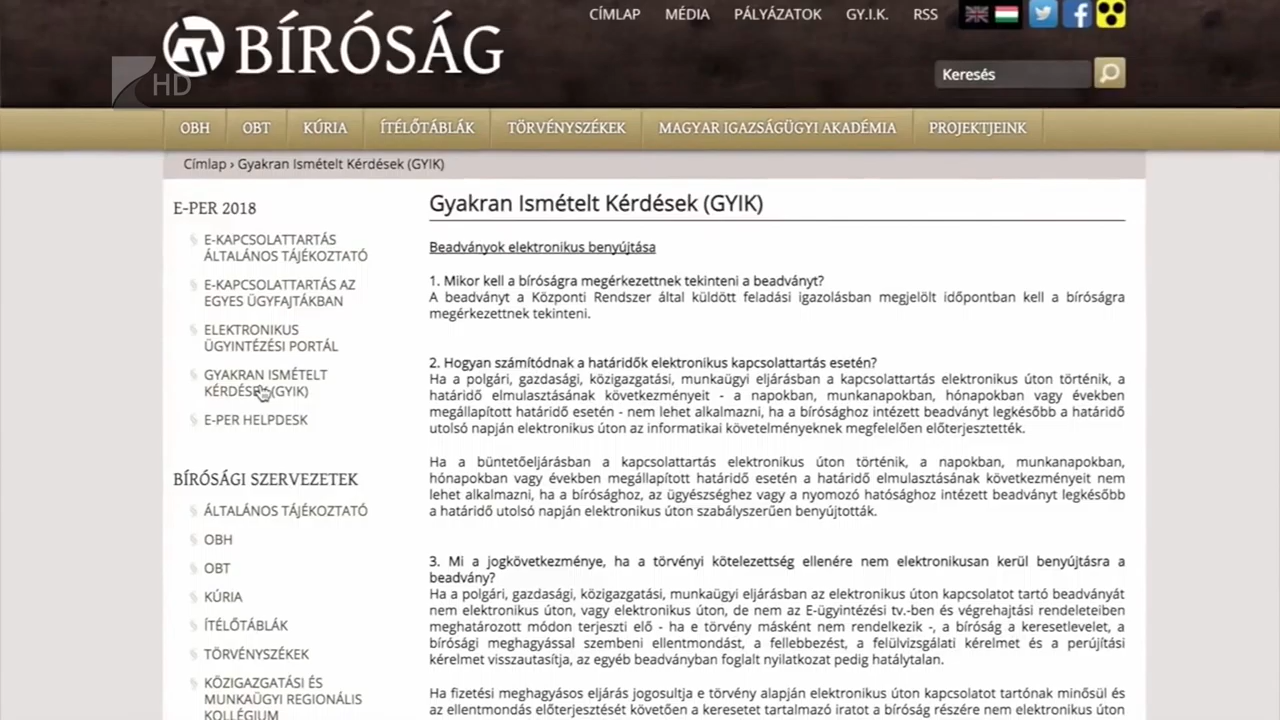 CÍMLAP MÉDIA PÁLYÁZATOK GY.I.K. RSS
BÍRÓSÁG
HD
Keresés
OBH OBT KÚRIA ÍTÉLŐTÁBLÁK TÖRVÉNYSZÉKEK MAGYAR IGAZSÁGÜGYI AKADÉMIA PROJEKTJEINK
Címlap › Gyakran Ismételt Kérdések (GYIK)
E-PER 2018
E-KAPCSOLATTARTÁS
ÁLTALÁNOS TÁJÉKOZTATÓ
E-KAPCSOLATTARTÁS AZ
EGYES ÜGYFAJTÁKBAN
ELEKTRONIKUS
ÜGYINTÉZÉSI PORTÁL
GYAKRAN ISMÉTELT
KÉRDÉSEK (GYIK)
E-PER HELPDESK
BÍRÓSÁGI SZERVEZETEK
ÁLTALÁNOS TÁJÉKOZTATÓ
OBH
OBT
KÚRIA
ÍTÉLŐTÁBLÁK
TÖRVÉNYSZÉKEK
KÖZIGAZGATÁSI ÉS
MUNKAÜGYI REGIONÁLIS
KOLLÉGIUM
Gyakran Ismételt Kérdések (GYIK)
Beadványok elektronikus benyújtása
1. Mikor kell a bíróságra megérkezettnek tekinteni a beadványt?
A beadványt a Központi Rendszer által küldött feladási igazolásban megjelölt időpontban kell a bíróságra
megérkezettnek tekinteni.
2. Hogyan számítódnak a határidők elektronikus kapcsolattartás esetén?
Ha a polgári, gazdasági, közigazgatási, munkaügyi eljárásban a kapcsolattartás elektronikus úton történik, a
határidő elmulasztásának következményeit - a napokban, munkanapokban, hónapokban vagy években
megállapított határidő esetén - nem lehet alkalmazni, ha a bírósághoz intézett beadványt legkésőbb a határidő
utolsó napján elektronikus úton az informatikai követelményeknek megfelelően előterjesztették.
Ha a büntetőeljárásban a kapcsolattartás elektronikus úton történik, a napokban, munkanapokban,
hónapokban vagy években megállapított határidő esetén a határidő elmulasztásának következményeit nem
lehet alkalmazni, ha a bírósághoz, az ügyészséghez vagy a nyomozó hatósághoz intézett beadványt legkésőbb
a határidő utolsó napján elektronikus úton szabályszerűen benyújtották.
3. Mi a jogkövetkezménye, ha a törvényi kötelezettség ellenére nem elektronikusan kerül benyújtásra a
beadvány?
Ha a polgári, gazdasági, közigazgatási, munkaügyi eljárásban az elektronikus úton kapcsolatot tartó beadványát
nem elektronikus úton, vagy elektronikus úton, de nem az E-ügyintézési tv.-ben és végrehajtási rendeleteiben
meghatározott módon terjeszti elő - ha e törvény másként nem rendelkezik -, a bíróság a keresetlevelet, a
bírósági meghagyással szembeni ellentmondást, a fellebbezést, a felülvizsgálati kérelmet és a perújítási
kérelmet visszautasítja, az egyéb beadványban foglalt nyilatkozat pedig hatálytalan.
Ha fizetési meghagyásos eljárás jogosultja e törvény alapján elektronikus úton kapcsolatot tartónak minősül és
az ellentmondás előterjesztését követően a keresetet tartalmazó iratot a bíróság részére nem elektronikus úton